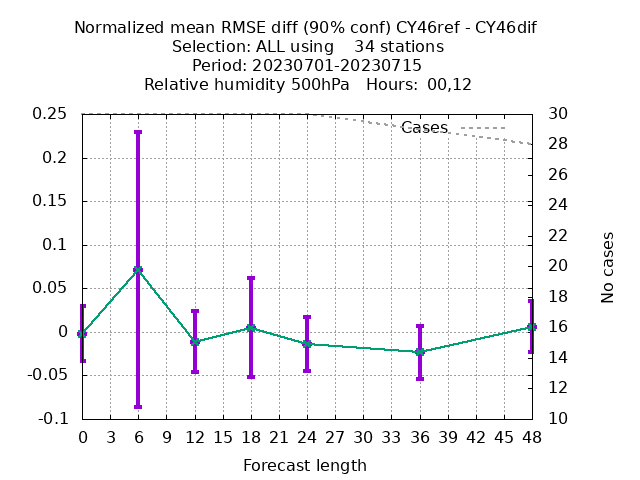 Normalized mean RMSE diff (90% conf) CY46ref - CY46dif
Selection: ALL using    34 stations
Period: 20230701-20230715
Relative humidity 500hPa   Hours:  00,12
Cases
0.25
0.2
0.15
0.1
0.05
0
-0.05
-0.1
30
28
26
24
22
20
18
16
14
12
10
No cases
0 3 6 9 12 15 18 21 24 27 30 33 36 39 42 45 48
Forecast length